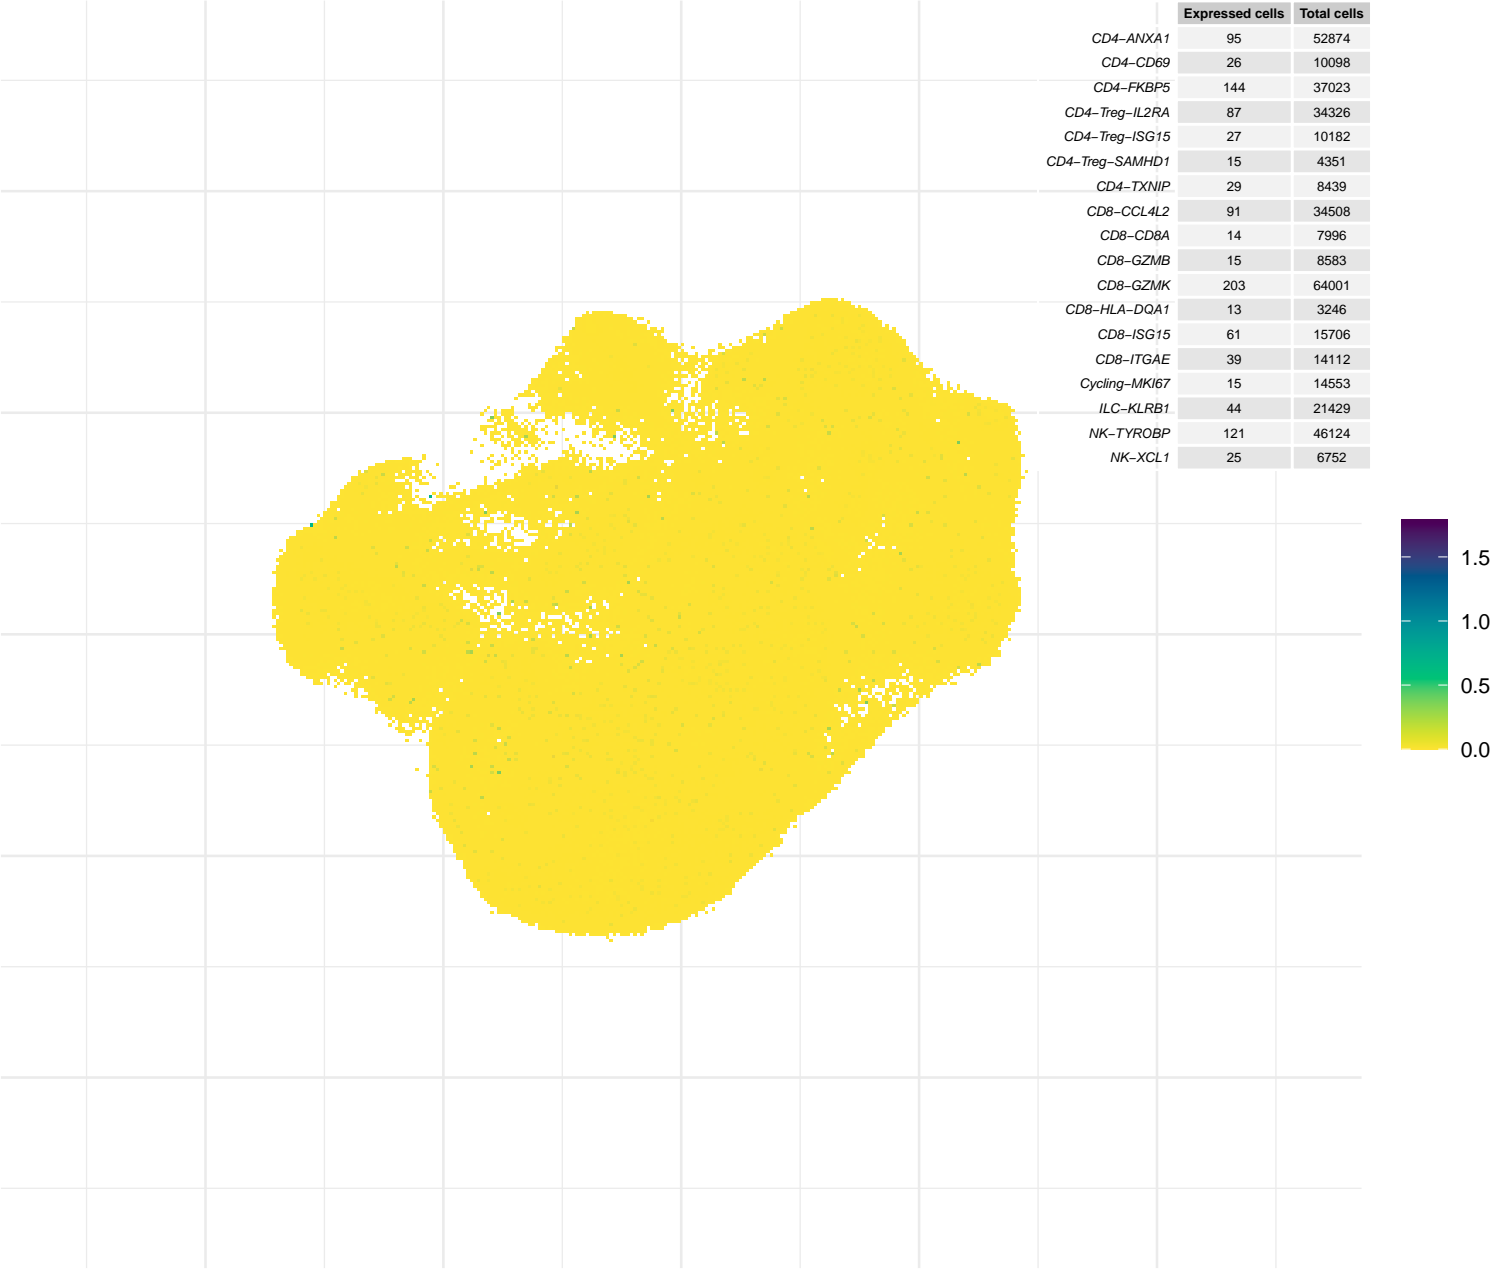 Expressed cells Total cells
CD4−ANXA1 95 52874
CD4−CD69 26 10098
CD4−FKBP5 144 37023
CD4−Treg−IL2RA 87 34326
CD4−Treg−ISG15 27 10182
CD4−Treg−SAMHD1 15 4351
CD4−TXNIP 29 8439
CD8−CCL4L2 91 34508
CD8−CD8A 14 7996
CD8−GZMB 15 8583
CD8−GZMK 203 64001
CD8−HLA−DQA1 13 3246
CD8−ISG15 61 15706
CD8−ITGAE 39 14112
Cycling−MKI67 15 14553
ILC−KLRB1 44 21429
NK−TYROBP 121 46124
NK−XCL1 25 6752
1.5
1.0
0.5
0.0